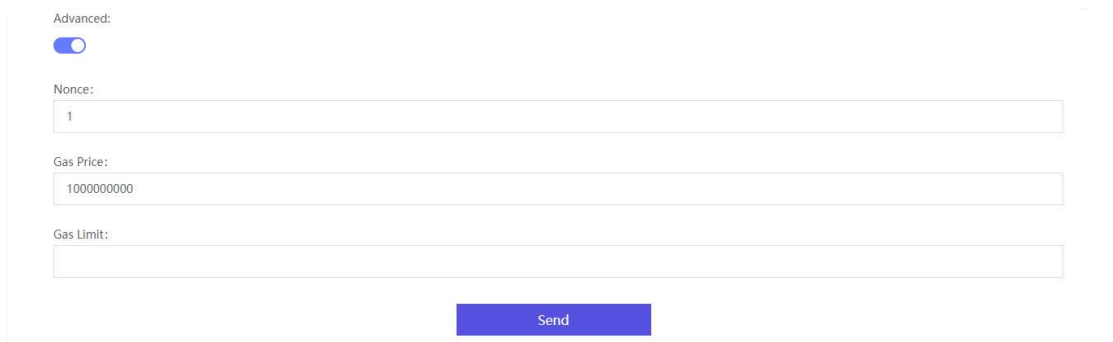 Advanced:
Nonce:
1
Gas Price:
1000000000
Gas Limit:
Send